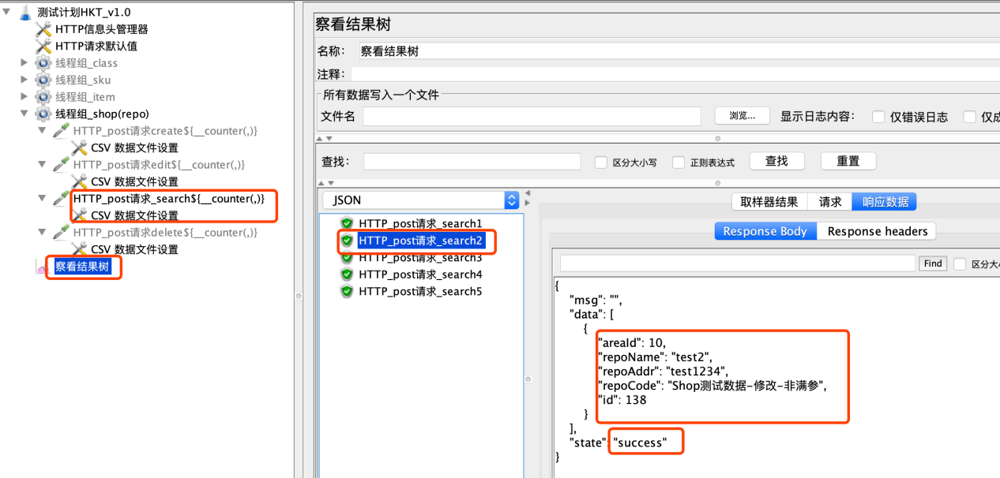 测试计划HKT_v1.0
HTTP信息头管理器
HTTP请求默认值
线程组_class
线程组_sku
线程组_item
线程组_shop(repo)
HTTP_post请求create${__counter(,)}
CSV 数据文件设置
HTTP_post请求edit${__counter(,)}
CSV 数据文件设置
HTTP_post请求_search${__counter(,)}
CSV 数据文件设置
HTTP_post请求delete${__counter(,)}
CSV 数据文件设置
察看结果树
察看结果树
名称： 察看结果树
注释：
所有数据写入一个文件
文件名 浏览... 显示日志内容： 仅错误日志 仅成
查找： 区分大小写 正则表达式 查找 重置
JSON
HTTP_post请求_search1
HTTP_post请求_search2
HTTP_post请求_search3
HTTP_post请求_search4
HTTP_post请求_search5
取样器结果 请求 响应数据
Response Body Response headers
Find 区分大小
{
"msg": "",
"data": [
{
"areaId": 10,
"repoName": "test2",
"repoAddr": "test1234",
"repoCode": "Shop测试数据-修改-非满参",
"id": 138
}
],
"state": "success"
}